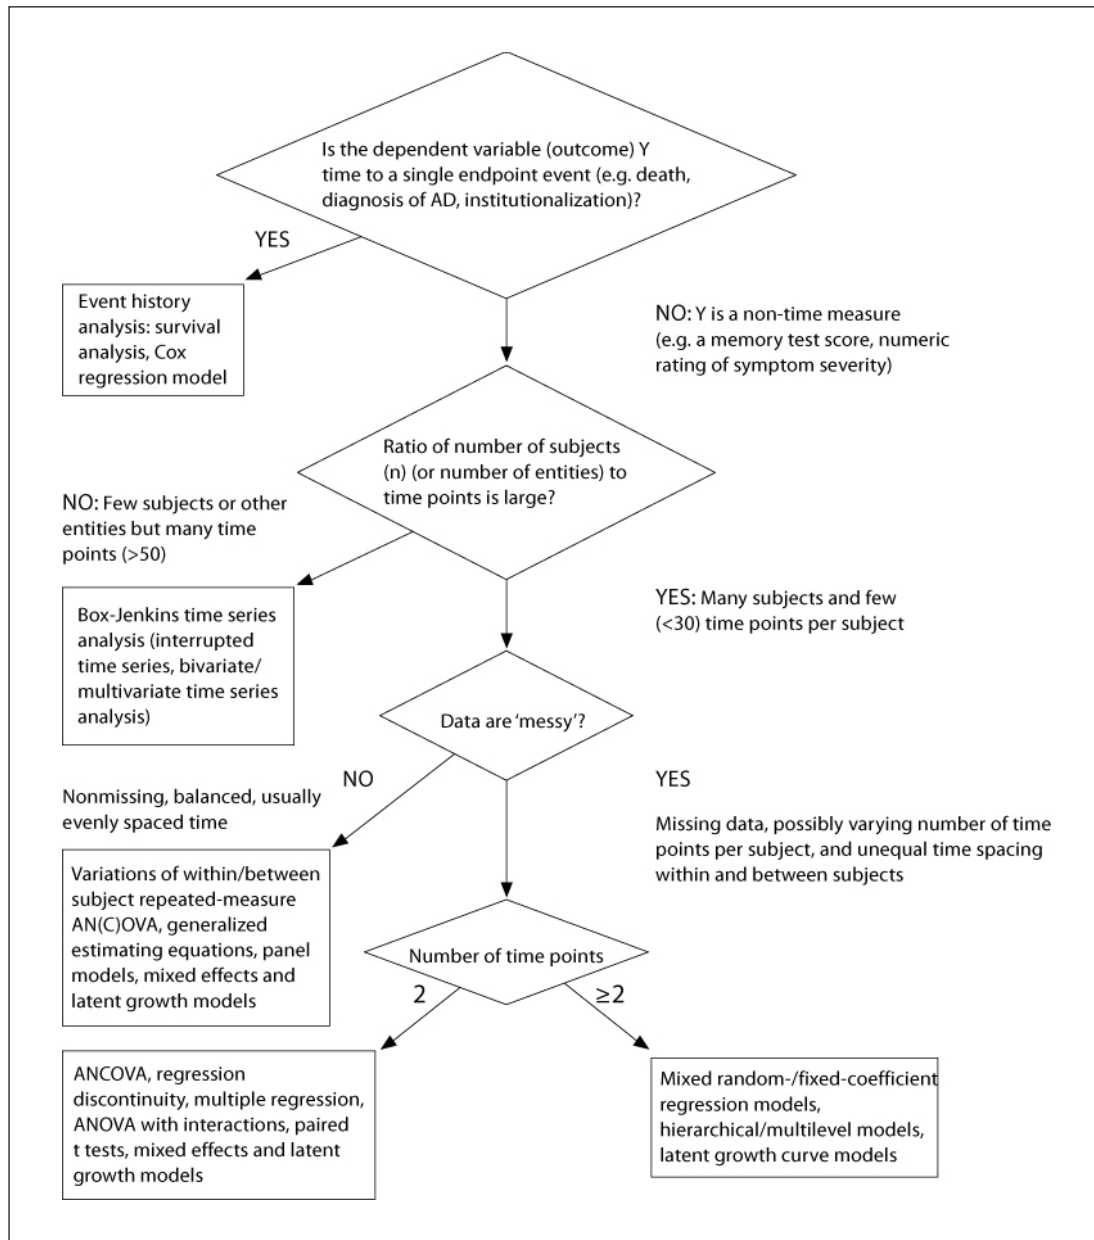 Is the dependent variable (outcome) Y
time to a single endpoint event (e.g. death,
diagnosis of AD, institutionalization)?
YES
Event history
analysis: survival
analysis, Cox
regression model
NO: Y is a non-time measure
(e.g. a memory test score, numeric
rating of symptom severity)
Ratio of number of subjects
(n) (or number of entities) to
time points is large?
NO: Few subjects or other
entities but many time
points (>50)
Box-Jenkins time series
analysis (interrupted
time series, bivariate/
multivariate time series
analysis)
YES: Many subjects and few
(<30) time points per subject
Data are ‘messy’?
NO
Nonmissing, balanced, usually
evenly spaced time
Variations of within/between
subject repeated-measure
AN(C)OVA, generalized
estimating equations, panel
models, mixed effects and
latent growth models
YES
Missing data, possibly varying number of time
points per subject, and unequal time spacing
within and between subjects
Number of time points
2
≥2
ANCOVA, regression
discontinuity, multiple regression,
ANOVA with interactions, paired
t tests, mixed effects and latent
growth models
Mixed random-/fixed-coefficient
regression models,
hierarchical/multilevel models,
latent growth curve models